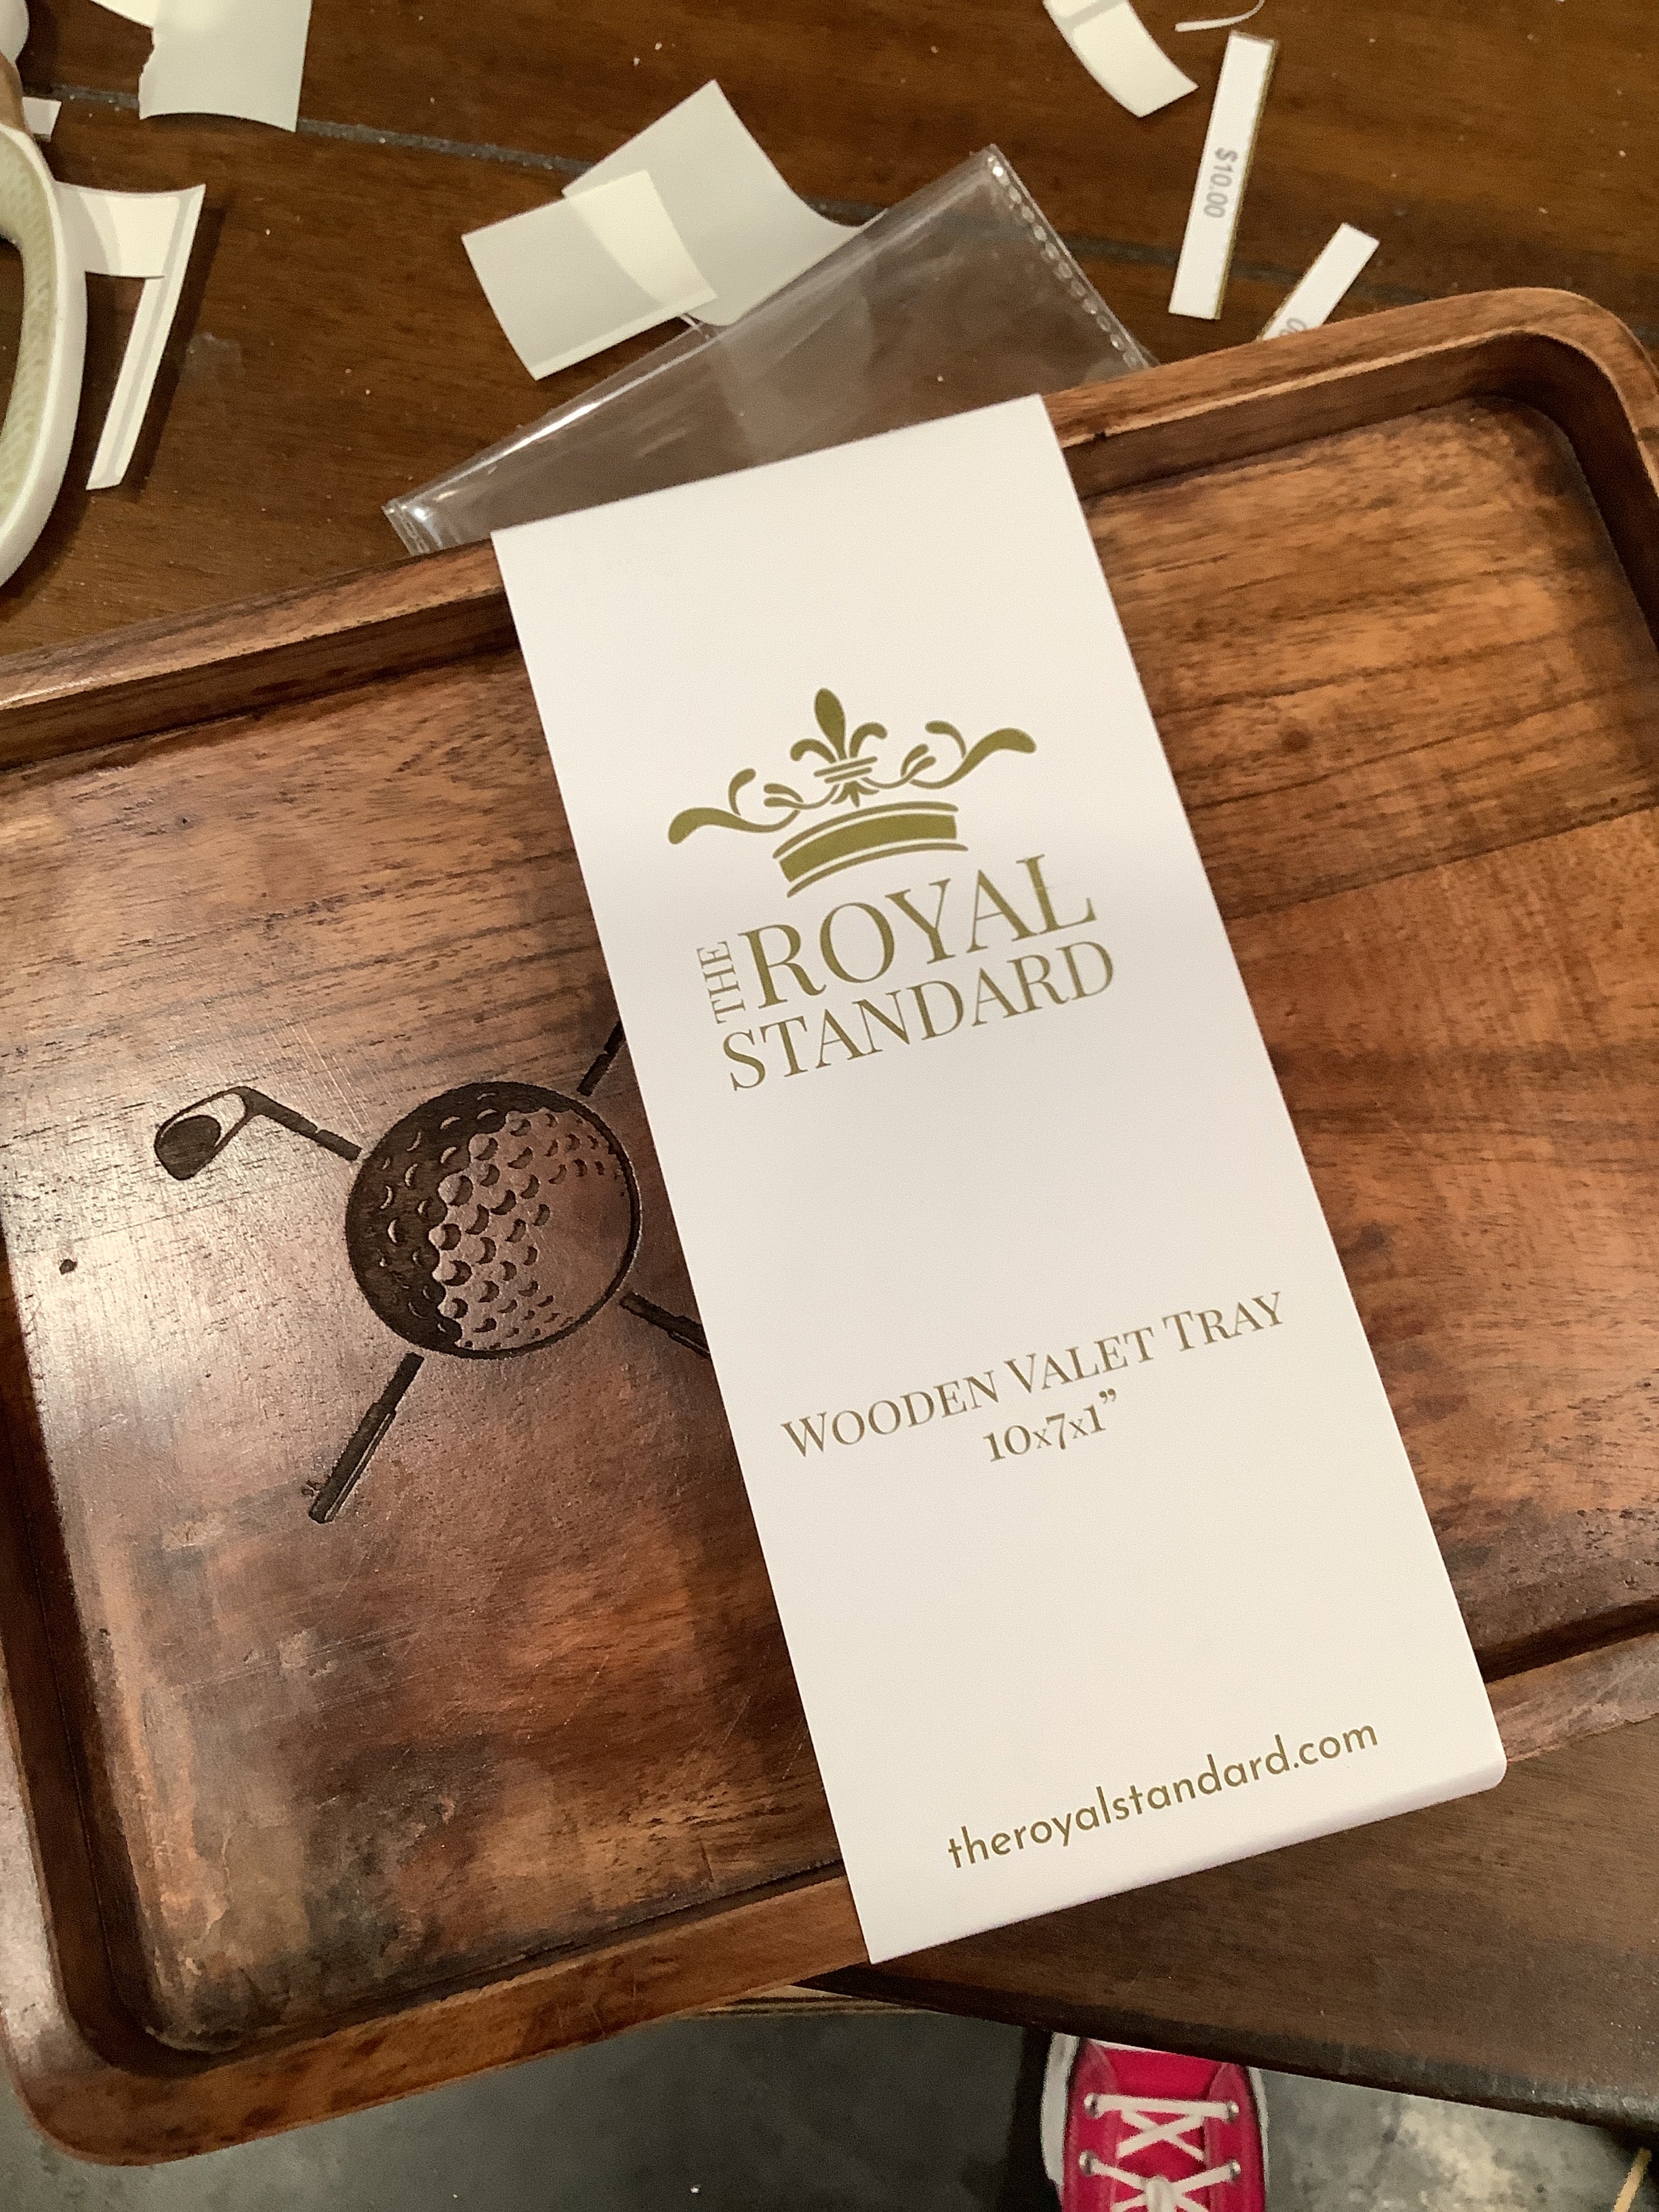 $10.00
THE ROYAL
STANDARD
WOODEN VALET TRAY
10x7x1”
theroyalstandard.com